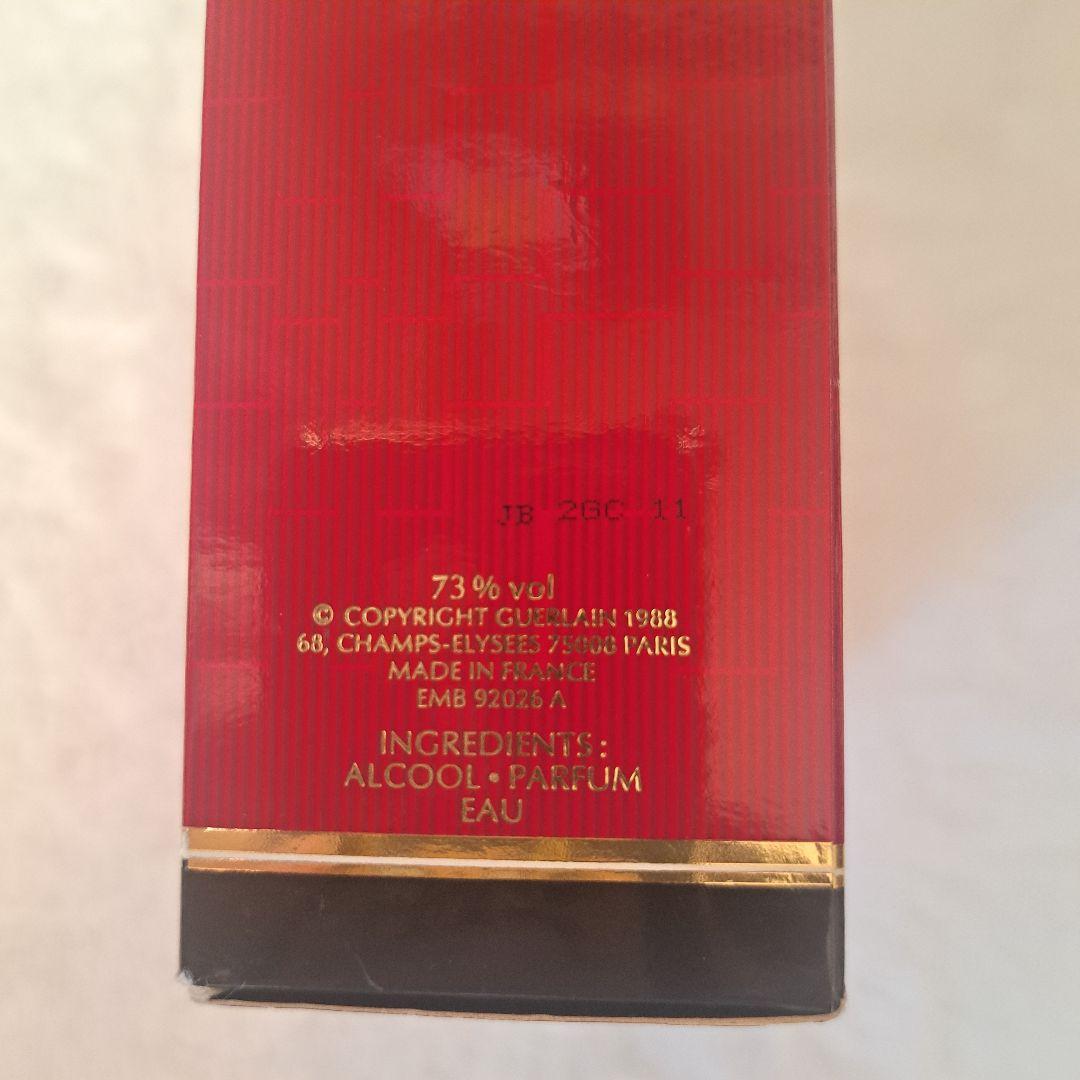 JB 2GC 11
73 % vol
© COPYRIGHT GUERLAIN 1988
68, CHAMPS-ELYSEES 75008 PARIS
MADE IN FRANCE
EMB 92026 A
INGREDIENTS :
ALCOOL • PARFUM
EAU